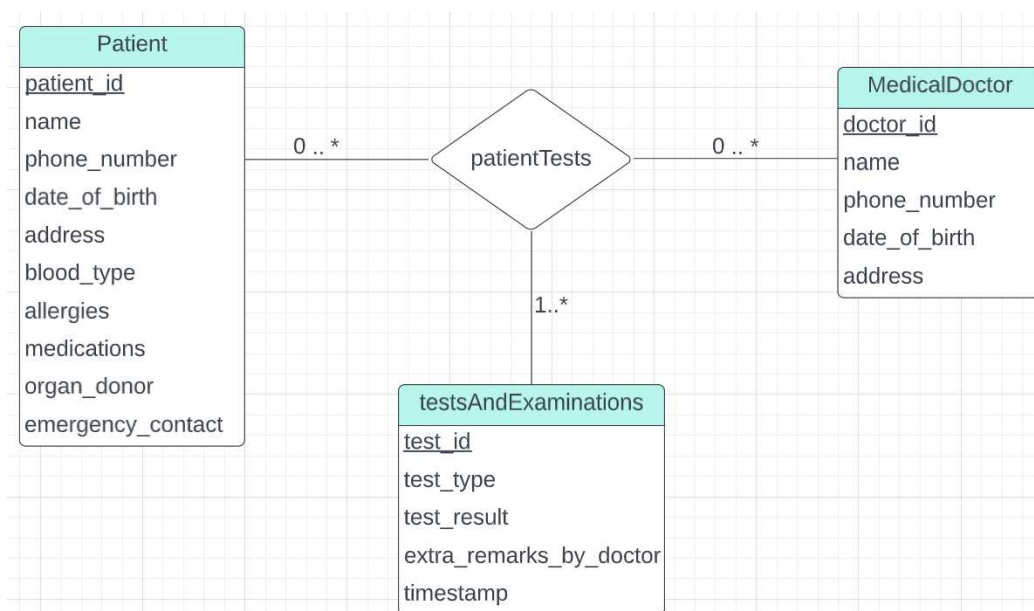 Patient
patient_id
name
phone_number
date_of_birth
address
blood_type
allergies
medications
organ_donor
emergency_contact
0 .. *
patientTests
0 .. *
MedicalDoctor
doctor_id
name
phone_number
date_of_birth
address
1..*
testsAndExaminations
test_id
test_type
test_result
extra_remarks_by_doctor
timestamp